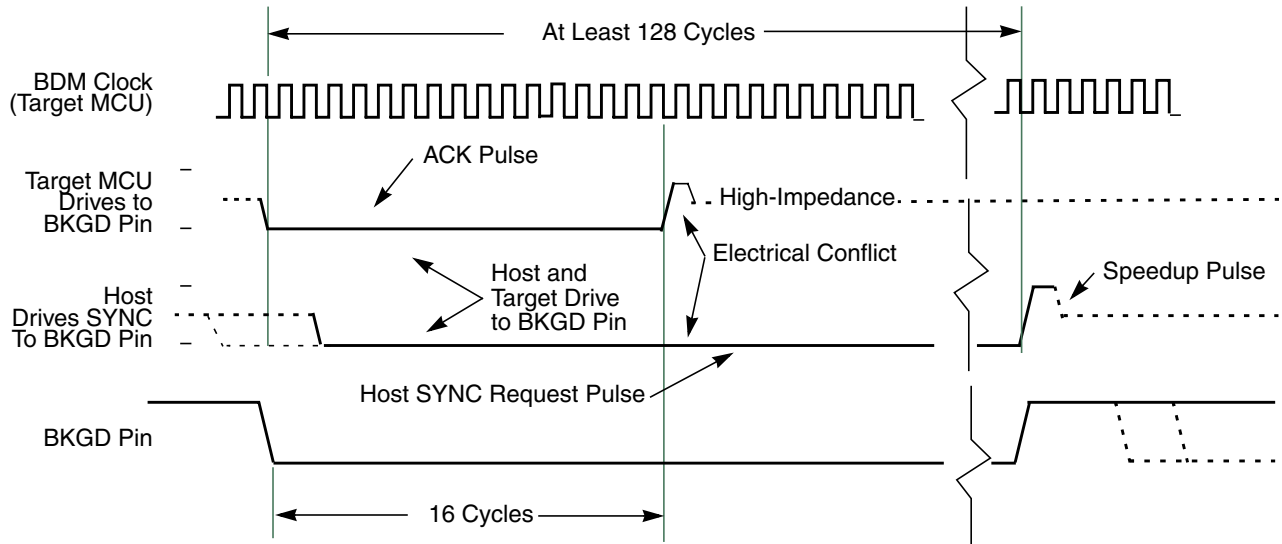 At Least 128 Cycles
BDM Clock
(Target MCU)
ACK Pulse
Target MCU
Drives to
BKGD Pin
High-Impedance
Electrical Conflict
Host and
Target Drive
to BKGD Pin
Speedup Pulse
Host
Drives SYNC
To BKGD Pin
Host SYNC Request Pulse
BKGD Pin
16 Cycles